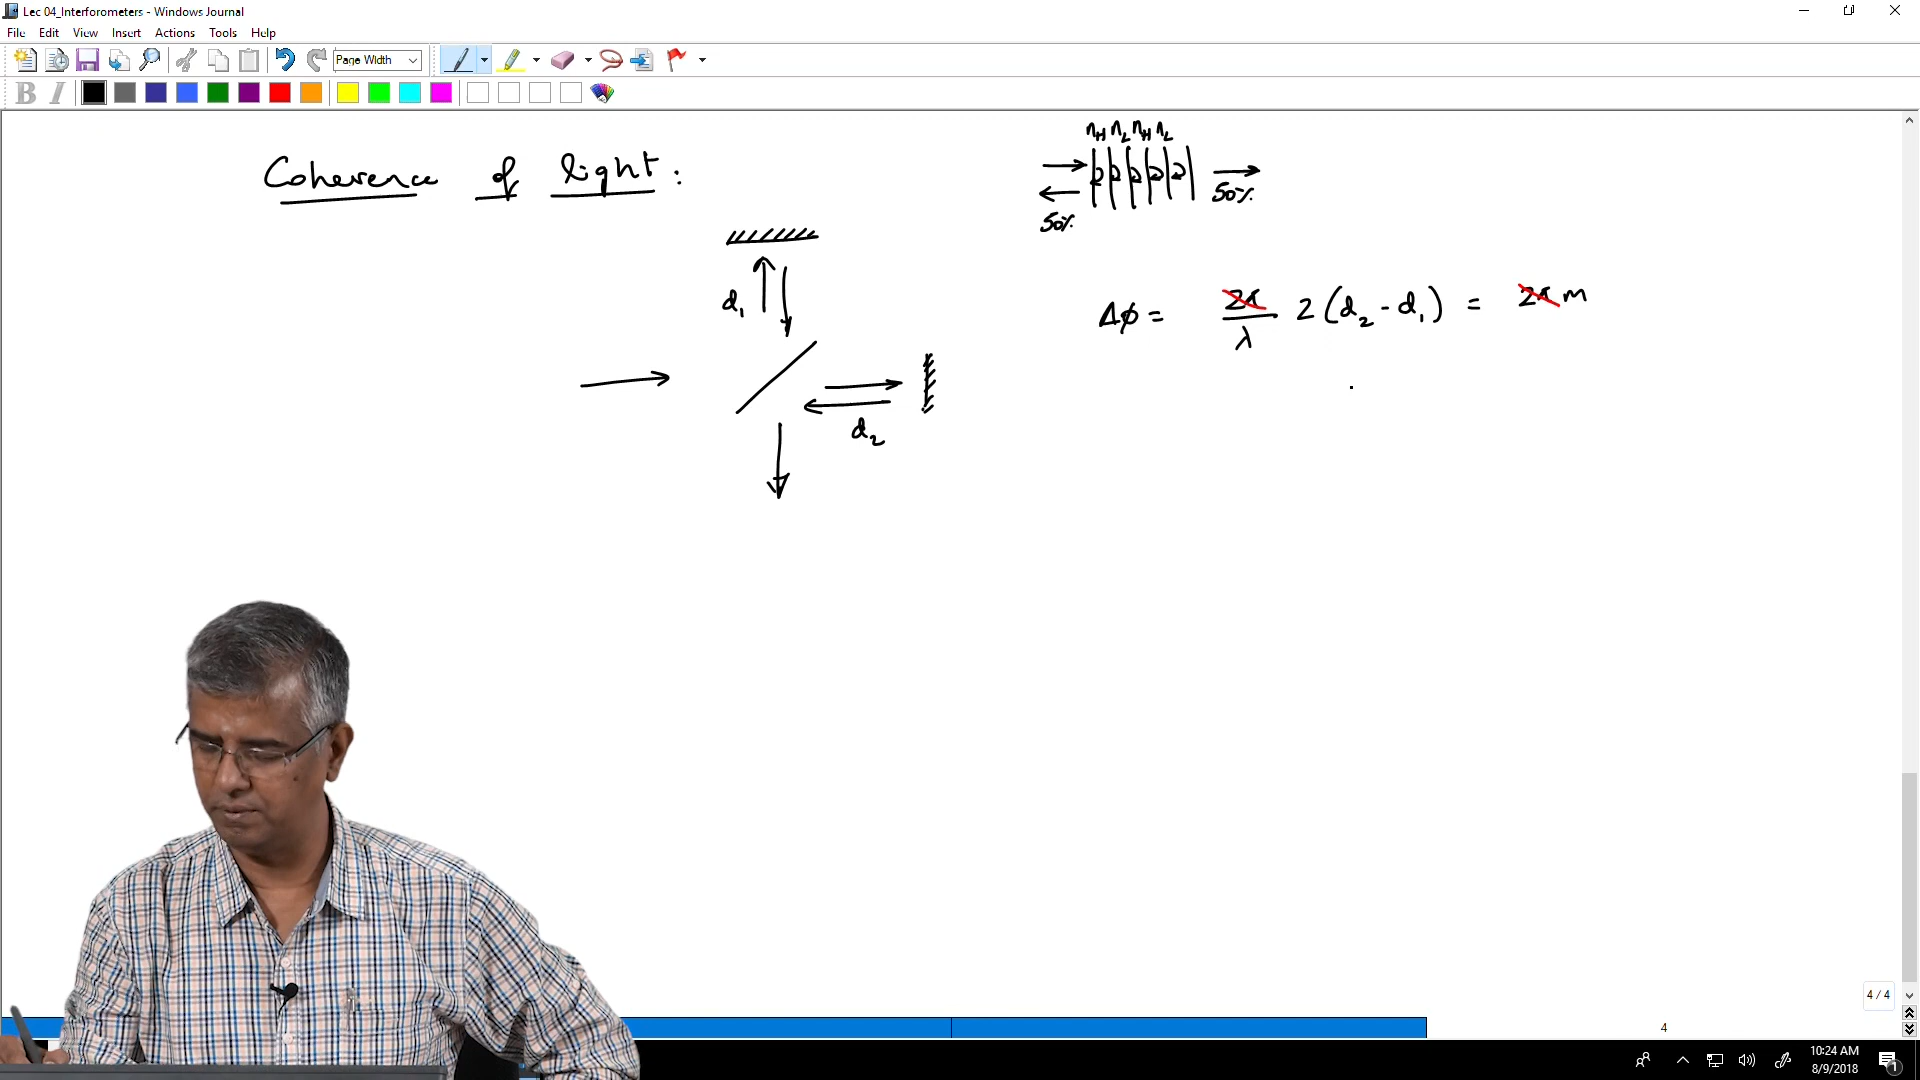 Lec 04_Interforometers - Windows Journal
File Edit View Insert Actions Tools Help
Page Width
B I
Coherence of light :
nH nL nH nL
50%
50%
d1
d2
Δφ = 2π/λ 2 (d2 - d1) = 2π m
4 / 4
4
10:24 AM
8/9/2018
1